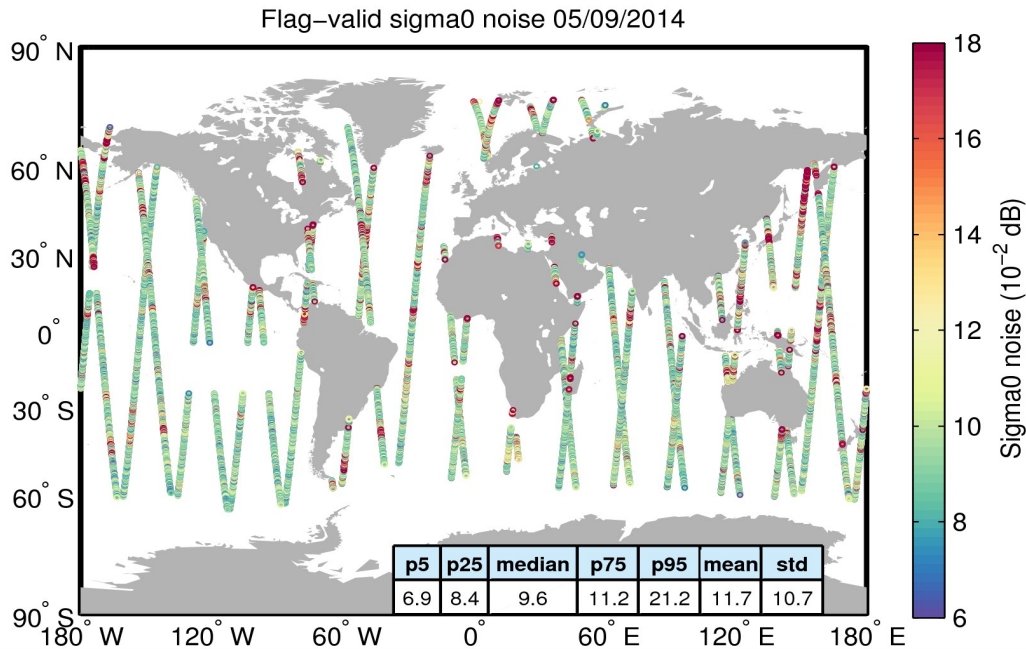 Flag−valid sigma0 noise 05/09/2014
90° N
60° N
30° N
0°
30° S
60° S
90° S
180° W
120° W
60° W
0°
60° E
120° E
180° E
p5 p25 median p75 p95 mean std
6.9 8.4 9.6 11.2 21.2 11.7 10.7
18
16
14
12
10
8
6
Sigma0 noise (10⁻² dB)